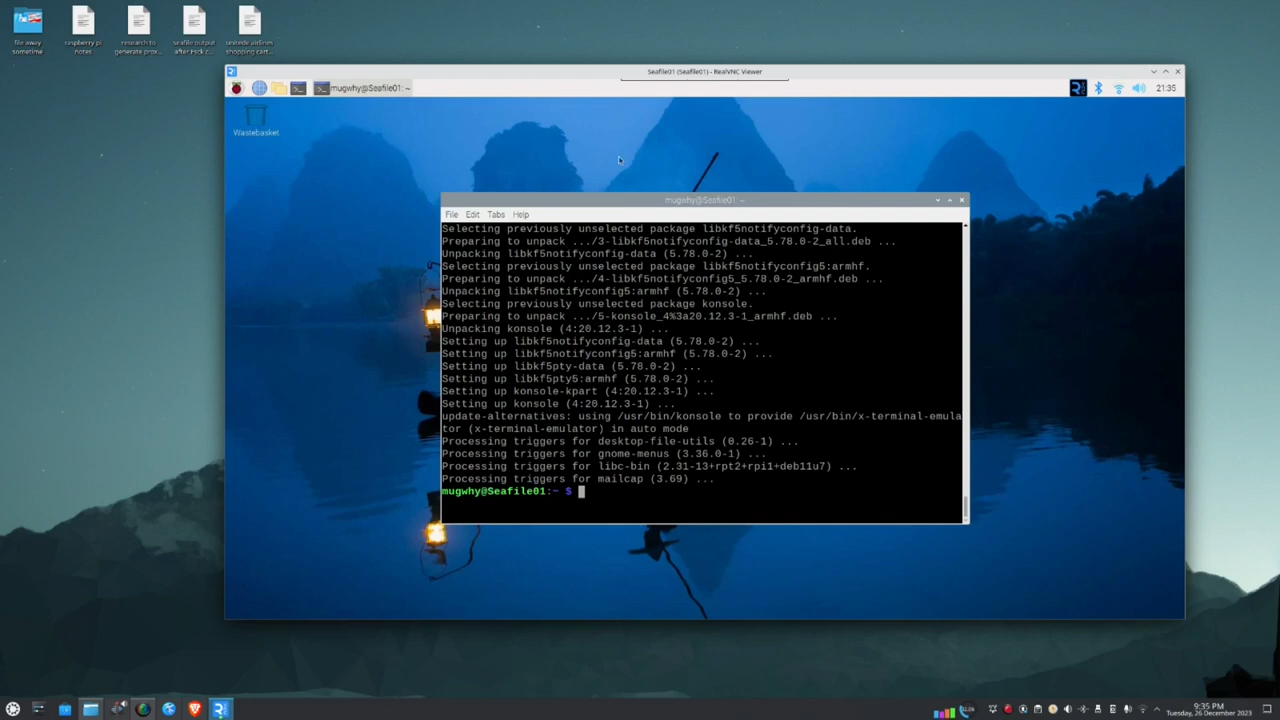 file away
sometime
raspberry pi
notes
research to
generate prox...
seafile output
after
shopping cart...
Seafile01 (Seafile01) - RealVNC Viewer
mugwhy@Seafile01: ~
21:35
Wastebasket
mugwhy@Seafile01: ~
File Edit Tabs Help
Selecting previously unselected package libkf5notifyconfig-data.
Preparing to unpack .../3-libkf5notifyconfig-data_5.78.0-2_all.deb ...
Unpacking libkf5notifyconfig-data (5.78.0-2) ...
Selecting previously unselected package libkf5notifyconfig5:armhf.
Preparing to unpack .../4-libkf5notifyconfig5_5.78.0-2_armhf.deb ...
Unpacking libkf5notifyconfig5:armhf (5.78.0-2) ...
Selecting previously unselected package konsole.
Preparing to unpack .../5-konsole_4%3a20.12.3-1_armhf.deb ...
Unpacking konsole (4:20.12.3-1) ...
Setting up libkf5notifyconfig-data (5.78.0-2) ...
Setting up libkf5notifyconfig5:armhf (5.78.0-2) ...
Setting up libkf5pty-data (5.78.0-2) ...
Setting up libkf5pty5:armhf (5.78.0-2) ...
Setting up konsole-kpart (4:20.12.3-1) ...
Setting up konsole (4:20.12.3-1) ...
update-alternatives: using /usr/bin/konsole to provide /usr/bin/x-terminal-emula
tor (x-terminal-emulator) in auto mode
Processing triggers for desktop-file-utils (0.26-1) ...
Processing triggers for gnome-menus (3.36.0-1) ...
Processing triggers for libc-bin (2.31-13+rpt2+rpi1+deb11u7) ...
Processing triggers for mailcap (3.69) ...
mugwhy@Seafile01:~ $
9:35 PM
Tuesday, 26 December 2023